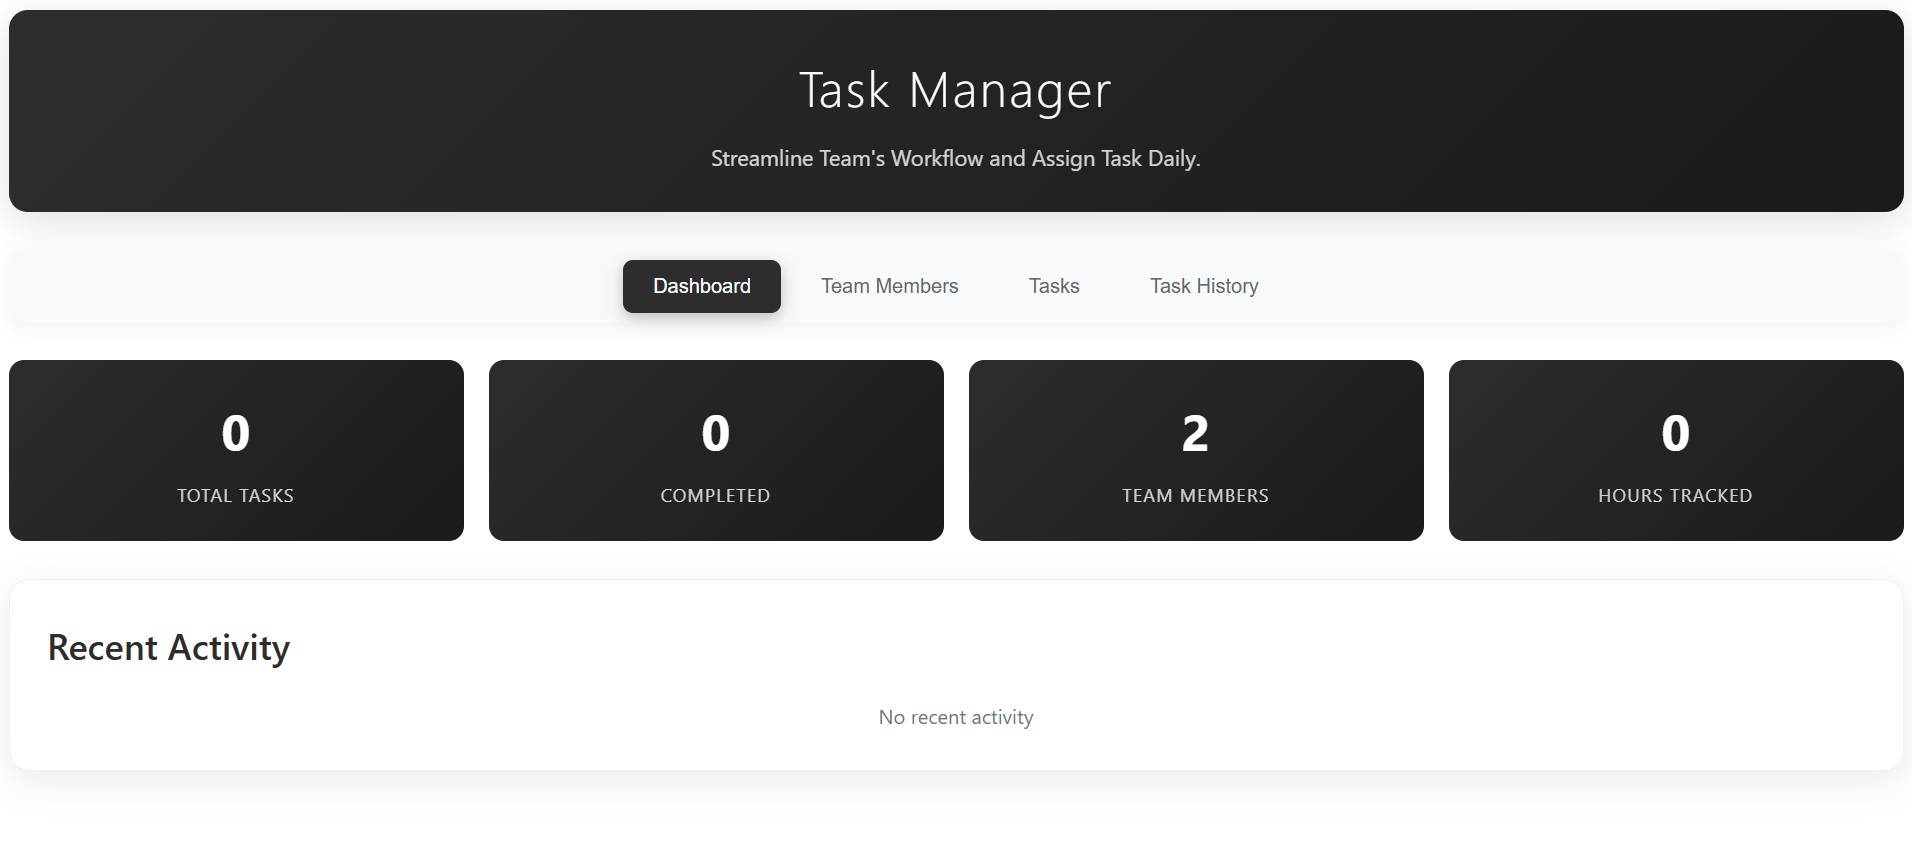 Task Manager
Streamline Team's Workflow and Assign Task Daily.
Dashboard Team Members Tasks Task History
0 0 2 0
TOTAL TASKS COMPLETED TEAM MEMBERS HOURS TRACKED
Recent Activity
No recent activity